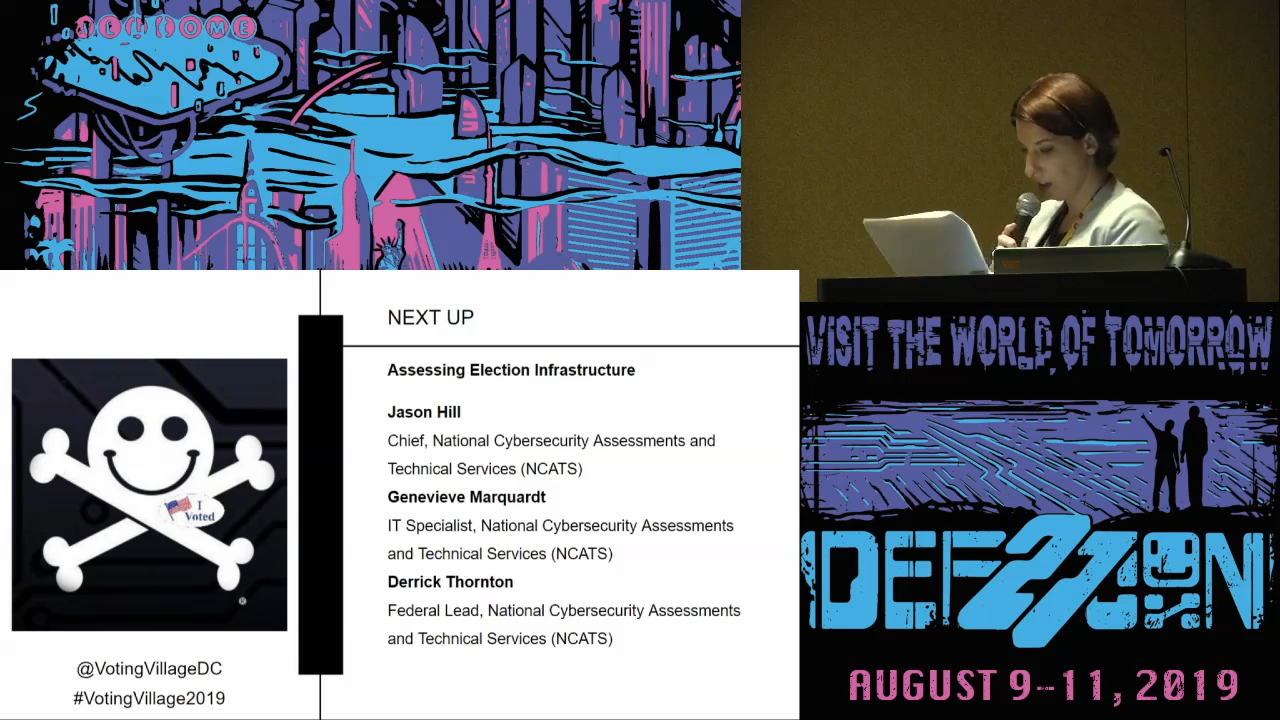 WELCOME
NEXT UP
Assessing Election Infrastructure
Jason Hill
Chief, National Cybersecurity Assessments and
Technical Services (NCATS)
Genevieve Marquardt
IT Specialist, National Cybersecurity Assessments
and Technical Services (NCATS)
Derrick Thornton
Federal Lead, National Cybersecurity Assessments
and Technical Services (NCATS)
I
Voted
®
@VotingVillageDC
#VotingVillage2019
VISIT THE WORLD OF TOMORROW
DEF27CON
AUGUST 9-11, 2019